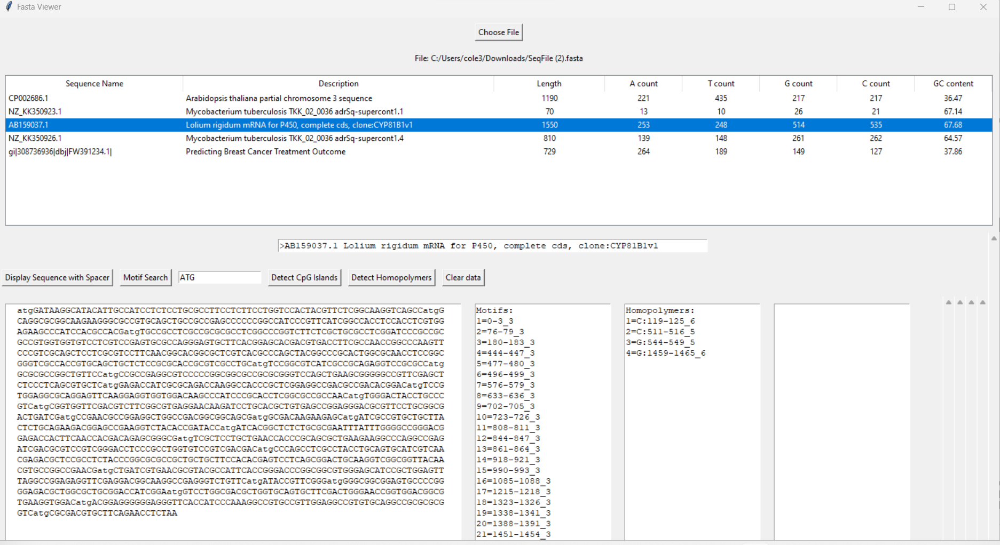 Fasta Viewer
Choose File
File: C:/Users/cole3/Downloads/SeqFile (2).fasta
Sequence Name Description Length A count T count G count C count GC content
CP002686.1 Arabidopsis thaliana partial chromosome 3 sequence 1190 221 435 217 217 36.47
NZ_KK350923.1 Mycobacterium tuberculosis TKK_02_0036 adrSq-supercont1.1 70 13 10 26 21 67.14
AB159037.1 Lolium rigidum mRNA for P450, complete cds, clone:CYP81B1v1 1550 253 248 514 535 67.68
NZ_KK350926.1 Mycobacterium tuberculosis TKK_02_0036 adrSq-supercont1.4 810 139 148 261 262 64.57
gi|308736936|dbj|FW391234.1| Predicting Breast Cancer Treatment Outcome 729 264 189 149 127 37.86
>AB159037.1 Lolium rigidum mRNA for P450, complete cds, clone:CYP81B1v1
Display Sequence with Spacer Motif Search ATG Detect CpG Islands Detect Homopolymers Clear data
atgGATAAGGCATACATTGCCATCCTCTCCTGCGCCTTCCTCTTCCTGGTCCACTACGTTCTCGGCAAGGTCAGCCatgG
CAGGCGCGGCAAGAAGGGCGCCGTGCAGCTGCCGCCGAGCCCCCCGGCCATCCCGTTCATCGGCCACCTCCACCTCGTGG
AGAAGCCCATCCACGCCACGatgTGCCGCCTCGCCGCGCGCCTCGGCCCGGTCTTCTCGCTGCGCCTCGGATCCCGCCGC
GCCGTGGTGGTGTCCTCGTCCGAGTGCGCCAGGGAGTGCTTCACGGAGCACGACGTGACCTTCGCCAACCGGCCCAAGTT
CCCGTCGCAGCTCCTCGCGTCCTTCAACGGCACGGCGCTCGTCACGCCCAGCTACGGCCCGCACTGGCGCAACCTCCGGC
GGGTCGCCACCGTGCAGCTGCTCTCCGCGCACCGCGTCGCCTGCatgTCCGGCGTCATCGCCGCAGAGGTCCGCGCCatg
GCGCGCCGGCTGTTCCatgCCGCCGAGGCGTCCCCCGGCGGCGCCGCGCGGGTCCAGCTGAAGCGGGGGCCGTTCGAGCT
CTCCCTCAGCGTGCTCatgGAGACCATCGCGCAGACCAAGGCCACCCGCTCGGAGGCCGACGCCGACACGGACatgTCCG
TGGAGGCGCAGGAGTTCAAGGAGGTGGTGGACAAGCCCATCCCGCACCTCGGCGCCGCCAACatgTGGGACTACCTGCCC
GTCatgCGGTGGTTCGACGTCTTCGGCGTGAGGAACAAGATCCTGCACGCTGTGAGCCGGAGGGACGCGTTCCTGCGGCG
ACTGATCGatgCCGAACGCCGGAGGCTGGCCGACGGCGGCAGCGatgGCGACAAGAAGAGCatgATCGCCGTGCTGCTTA
CTCTGCAGAAGACGGAGCCGAAGGTCTACACCGATACCatgATCACGGCTCTCTGCGCGAATTTATTTGGGGCCGGGACG
GAGACCACTTCAACCACGACAGAGCGGGCGatgTCGCTCCTGCTGAACCACCCGCAGCGCTGAAGAAGGCCCAGGCCGAG
ATCGACGCGTCCGTCGGGACCTCCCGCCTGGTGTCCGTCGACGACatgCCCAGCCTCGCCTACCTGCAGTGCATCGTCAA
CGAGACGCTCCGCCTCTACCCGGCGCGCCGCTGCTGCTTCCACACGAGTCCTCAGCGGACTGCAAGGTCGGCGGTTACAA
CGTGCCGGCCGAACGatgCTGATCGTGAACGCGTACGCCATTCACCGGGACCCGGCGGCGTGGGAGCATCCGCTGGAGTT
TAGGCCGGAGAGGTTCGAGGACGGCAAGGCCGAGGGTCTGTTCatgATACCGTTCGGGatgGGGCGGCGGAGTGCCCCGG
GGAGACGCTGGCGCTGCGGACCATCGGAatgGTCCTGGCGACGCTGGTGCAGTGCTTCGACTGGGAACCGGTGGACGGCG
TGAAGGTGGACatgACGGAGGGGGGAGGGTTCACCATCCCAAAGGCCGTGCCGTTGGAGGCCGTGTGCAGGCCGCGCGCG
GTCatgCGCGACGTGCTTCAGAACCTCTAA
Motifs:
1=0-3_3
2=76-79_3
3=180-183_3
4=444-447_3
5=477-480_3
6=496-499_3
7=576-579_3
8=633-636_3
9=702-705_3
10=723-726_3
11=808-811_3
12=844-847_3
13=861-864_3
14=918-921_3
15=990-993_3
16=1085-1088_3
17=1215-1218_3
18=1323-1326_3
19=1338-1341_3
20=1388-1391_3
21=1451-1454_3
Homopolymers:
1=C:119-125_6
2=C:511-516_5
3=G:544-549_5
4=G:1459-1465_6